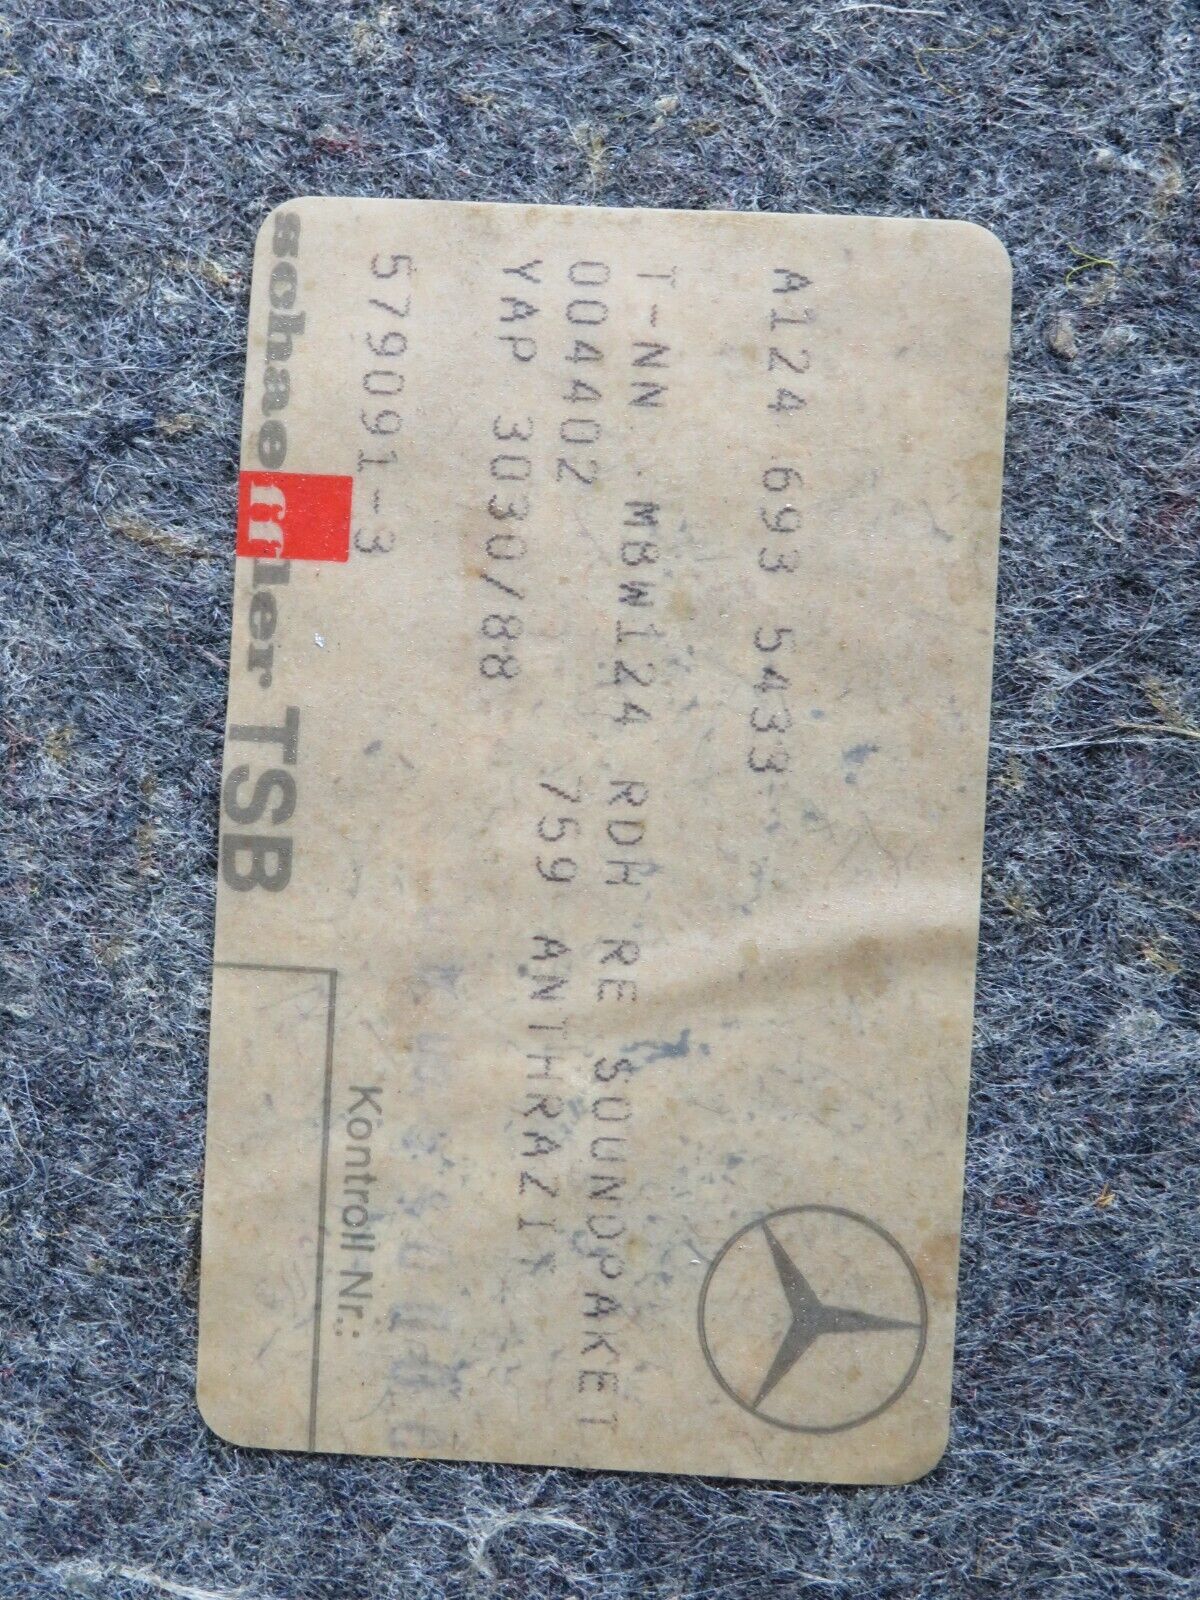 A124 693 5433
T-NN .MBW124 RDH RE SOUNDPAKET
004402 759 ANTHRAZIT
YAP 3030/88
579091-3
Kontroll-Nr.:
schaeffler TSB